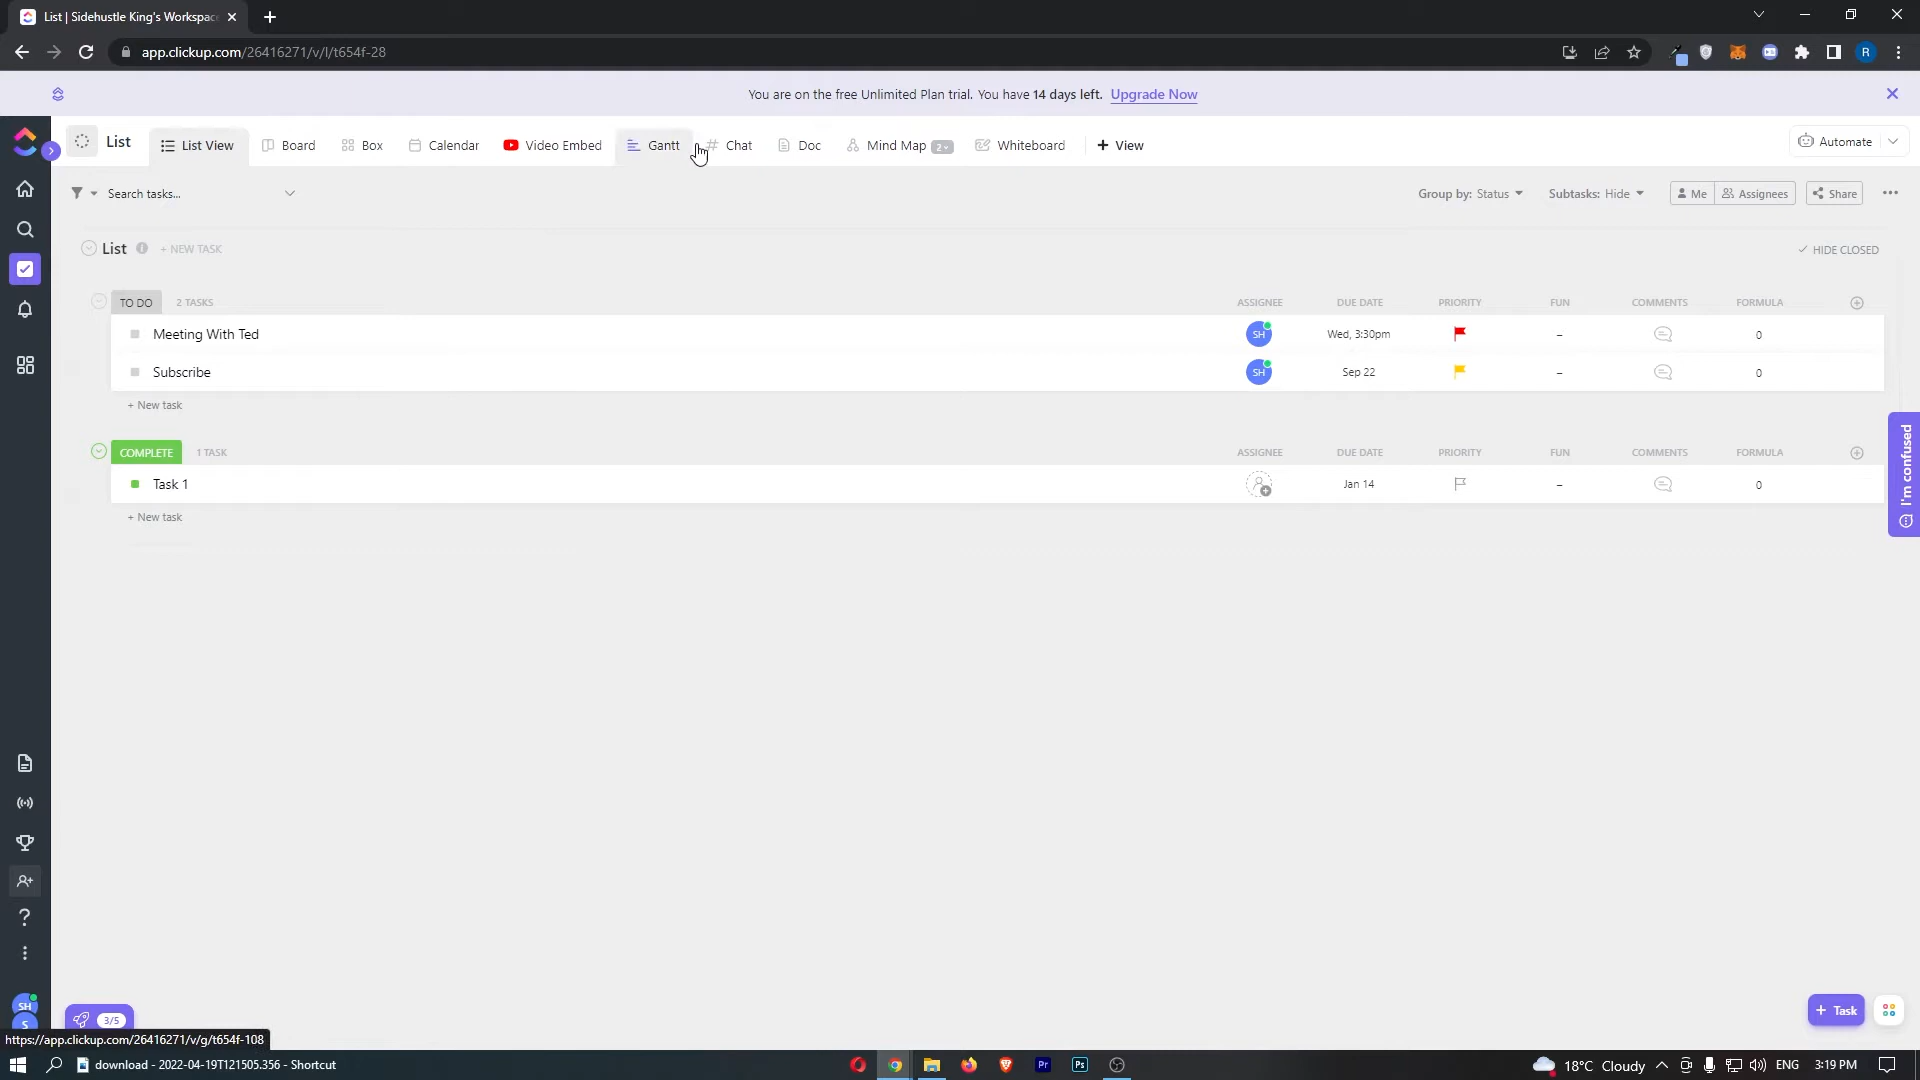 List | Sidehustle King's Workspac
app.clickup.com/26416271/v/l/t654f-28
R
You are on the free Unlimited Plan trial. You have 14 days left. Upgrade Now
List
List View
Board
Box
Calendar
Video Embed
Gantt
# Chat
Doc
Mind Map 2
Whiteboard
+ View
Automate
Search tasks...
Group by: Status
Subtasks: Hide
Me
Assignees
Share
List
+ NEW TASK
HIDE CLOSED
TO DO
2 TASKS
ASSIGNEE
DUE DATE
PRIORITY
FUN
COMMENTS
FORMULA
Meeting With Ted
SH
Wed, 3:30pm
–
0
Subscribe
SH
Sep 22
–
0
+ New task
COMPLETE
1 TASK
ASSIGNEE
DUE DATE
PRIORITY
FUN
COMMENTS
FORMULA
Task 1
Jan 14
–
0
+ New task
I'm confused
SH
S
3/5
+ Task
https://app.clickup.com/26416271/v/g/t654f-108
download - 2022-04-19T121505.356 - Shortcut
Pr
Ps
18°C Cloudy
ENG
3:19 PM